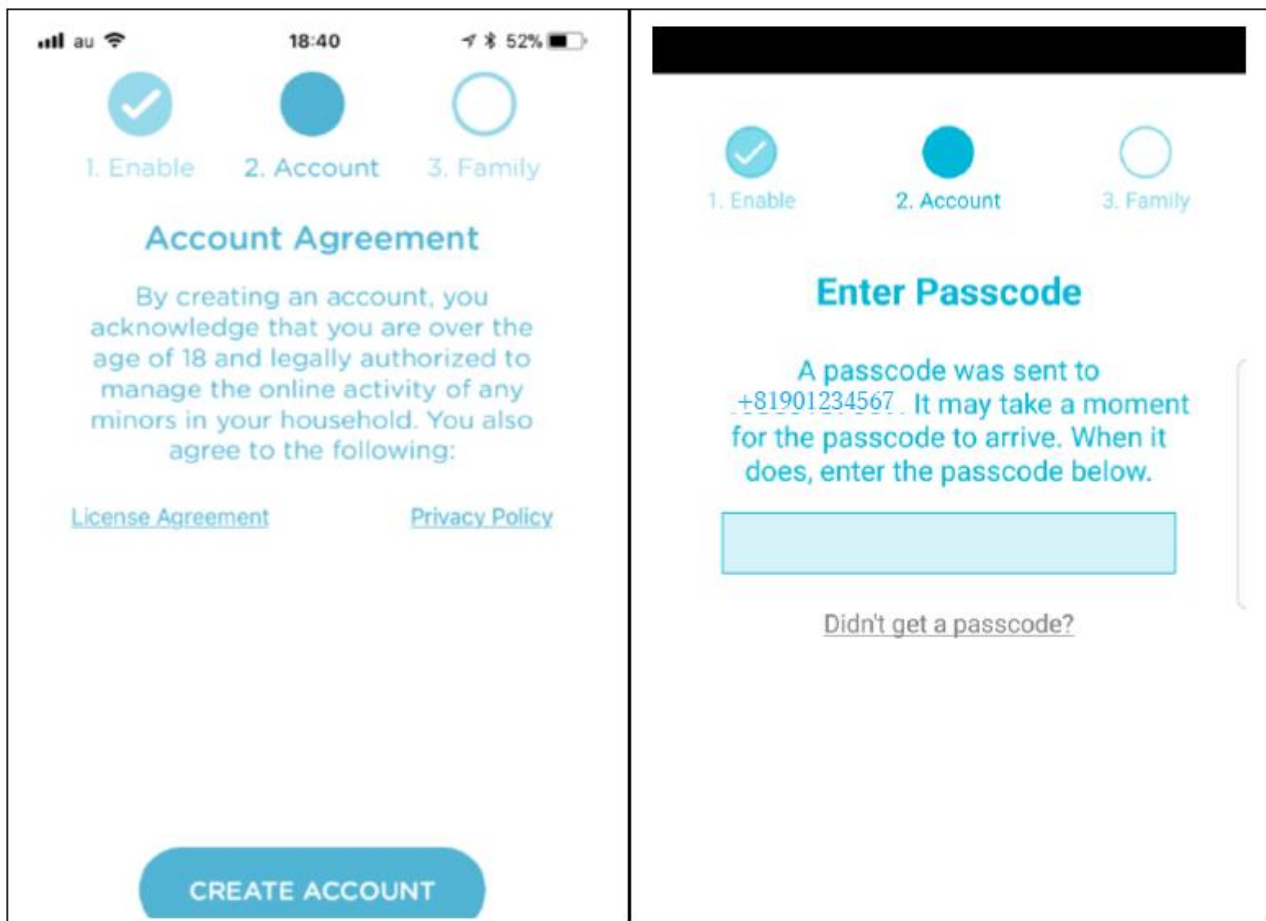 au
18:40
52%
1. Enable
2. Account
3. Family
Account Agreement
By creating an account, you
acknowledge that you are over the
age of 18 and legally authorized to
manage the online activity of any
minors in your household. You also
agree to the following:
License Agreement
Privacy Policy
CREATE ACCOUNT
1. Enable
2. Account
3. Family
Enter Passcode
A passcode was sent to
+81901234567. It may take a moment
for the passcode to arrive. When it
does, enter the passcode below.
Didn't get a passcode?